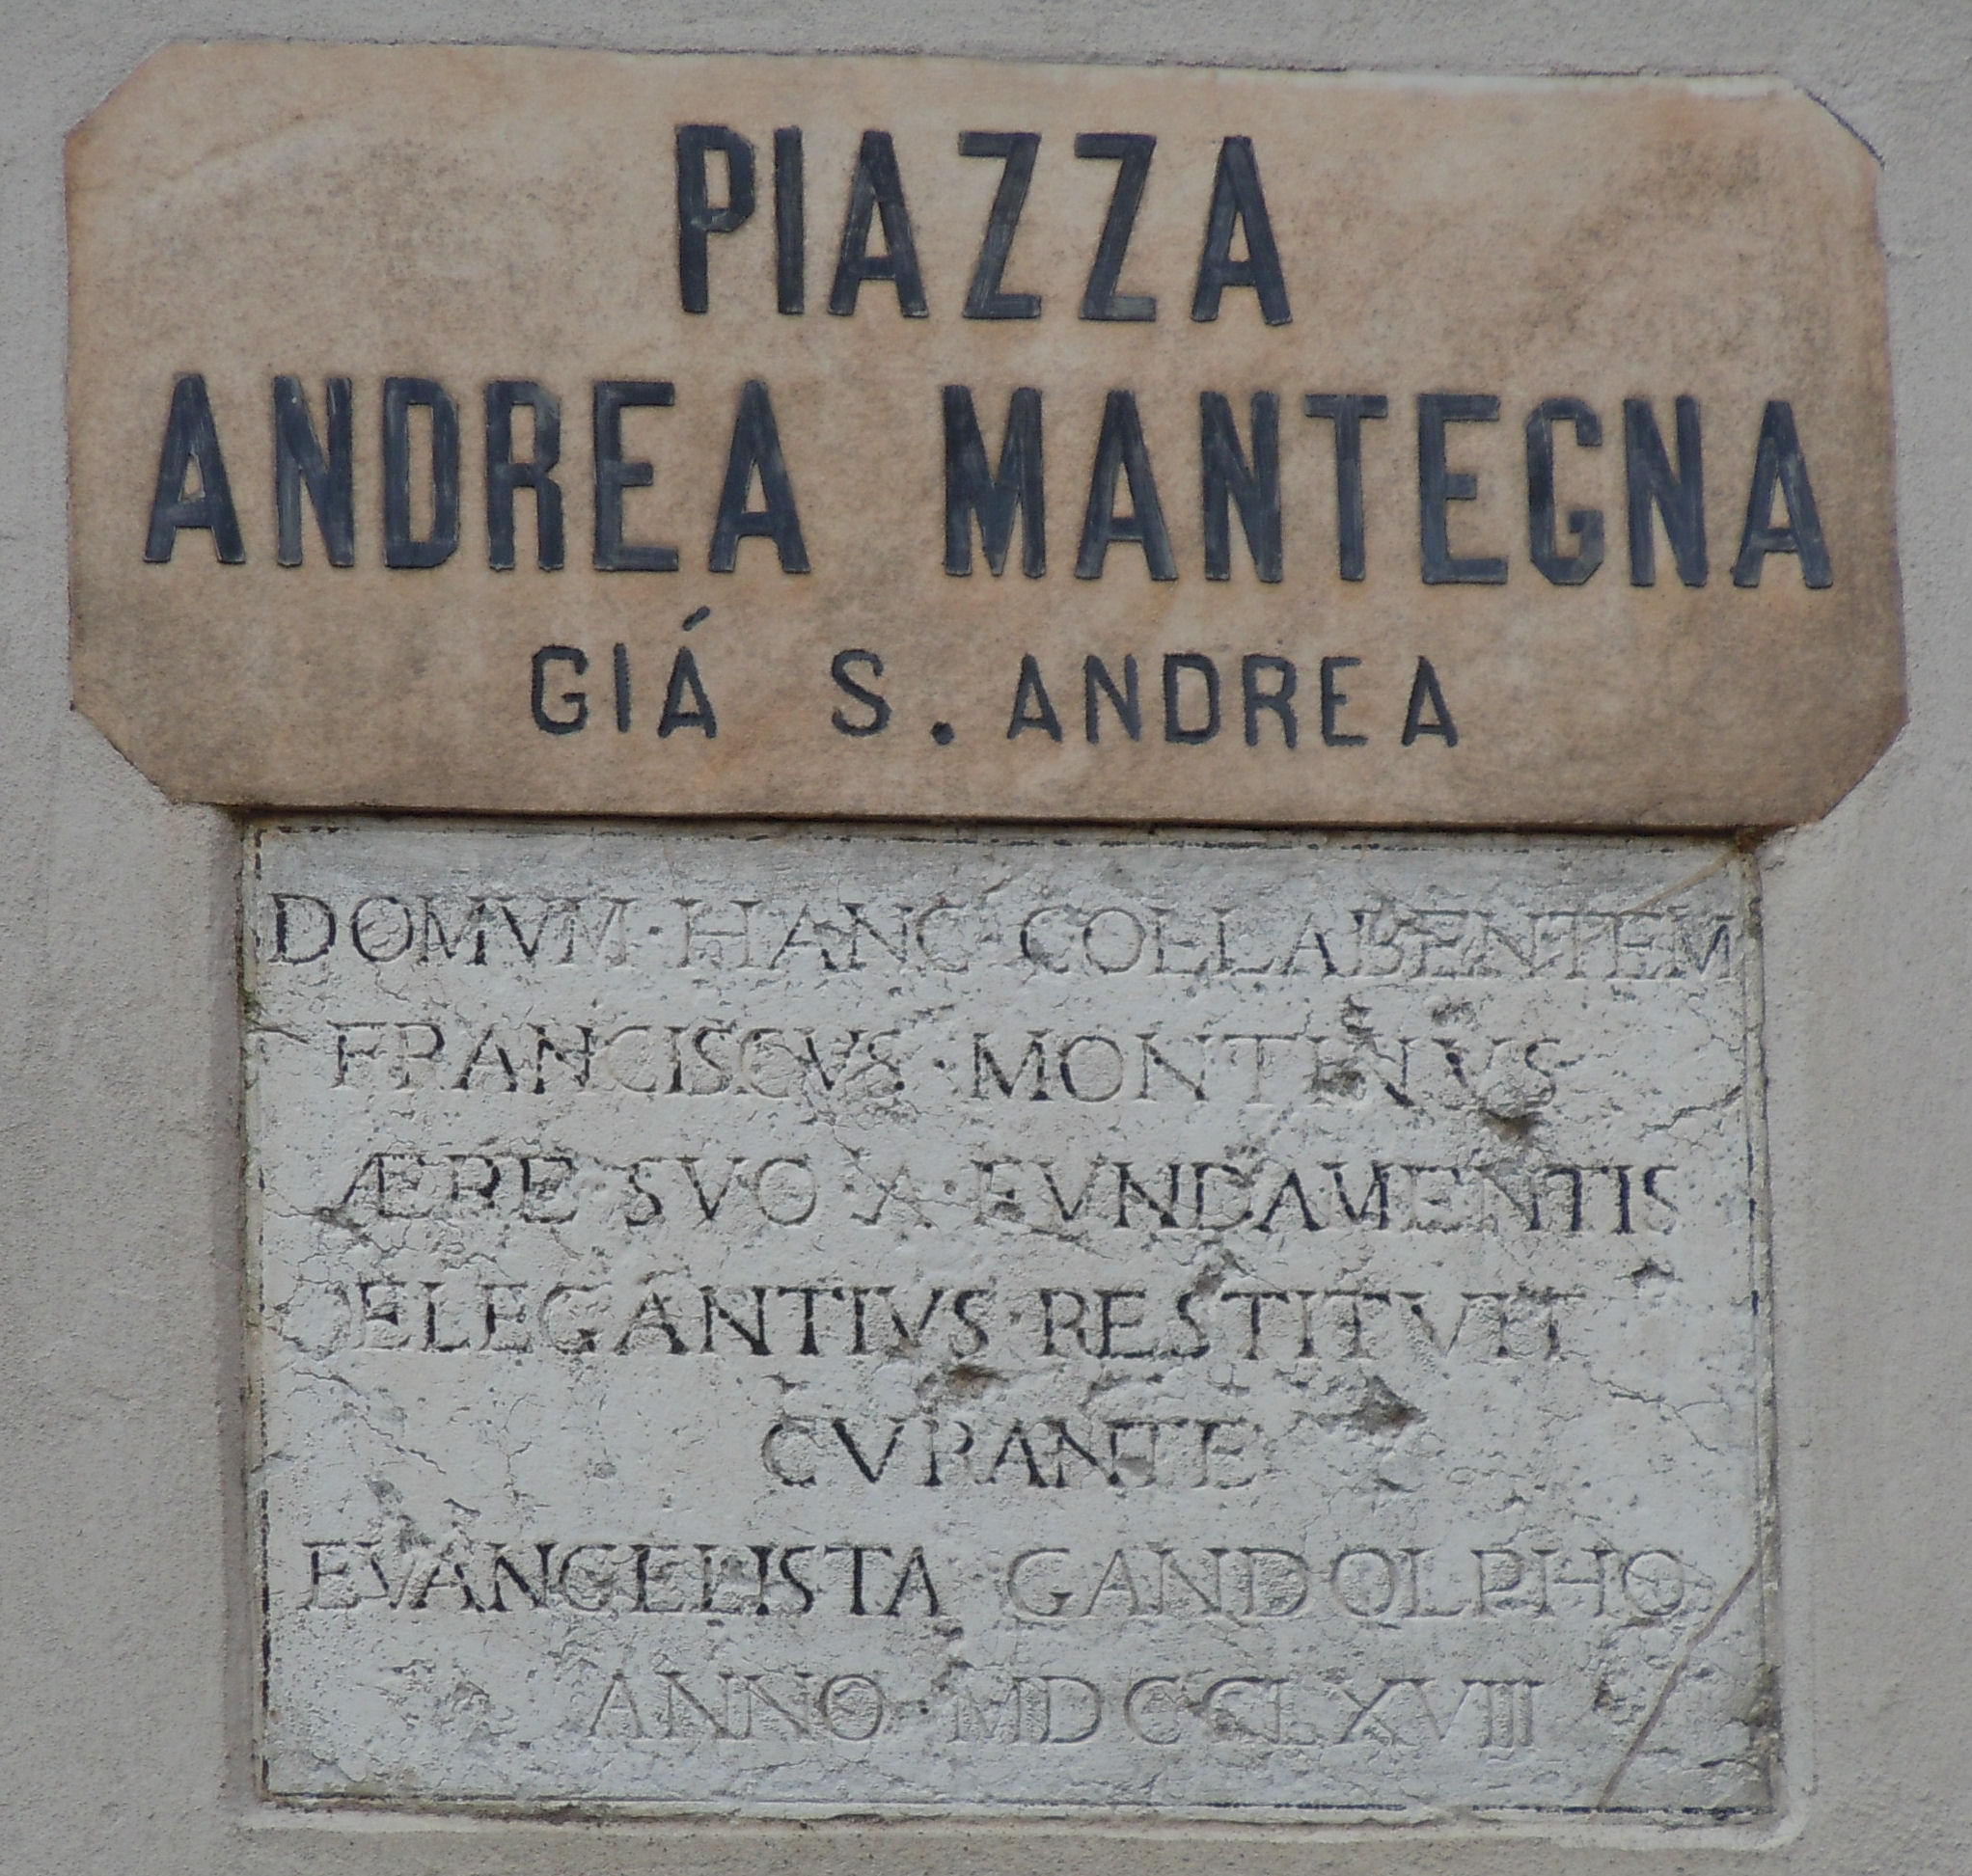 PIAZZA
ANDREA MANTEGNA
GIÁ S. ANDREA
DOMVM·HANC·COLLABENTEM
FRANCISCVS·MONTINVS
ÆRE·SVO·A·FVNDAMENTIS
ELEGANTIVS·RESTITVIT
CVRANTE
EVANGELISTA GANDOLPHO
ANNO·MDCCLXVIII